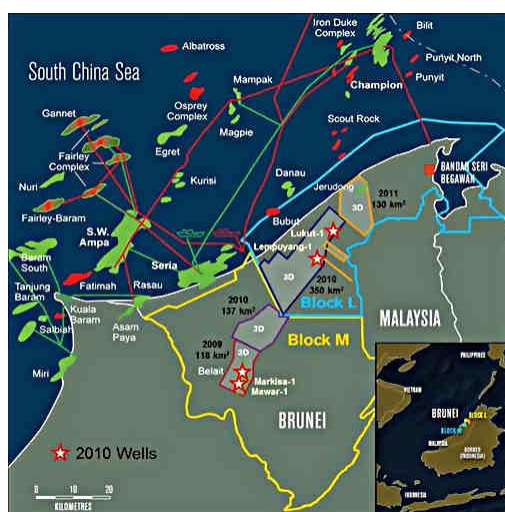 Iron Duke
Complex
Bilit
Albatross
South China Sea
Punyit North
Mampak
Punyit
Champion
Osprey
Complex
Gannet
Magpie
Scout Rock
Fairley
Complex
Egret
BANDAR SERI
BEGAWAN
Danau
Nuri
Kurisi
Jerudong
2011
130 km²
3D
Fairley-Baram
Bubut
S.W.
Ampa
Lukut-1
Lempuyang-1
Baram
South
Seria
3D
2010
350 km²
Tanjung
Baram
Fatimah
Rasau
2010
137 km²
Block L
Kuala
Baram
MALAYSIA
Salbiah
Asam
Paya
3D
Block M
2009
118 km²
3D
Miri
Belait
Markisa-1
Mawar-1
BRUNEI
2010 Wells
0 10 20
KILOMETRES
PHILIPPINES
VIETNAM
BRUNEI
BLOCK L
BLOCK M
MALAYSIA
BORNEO
(INDONESIA)
INDONESIA